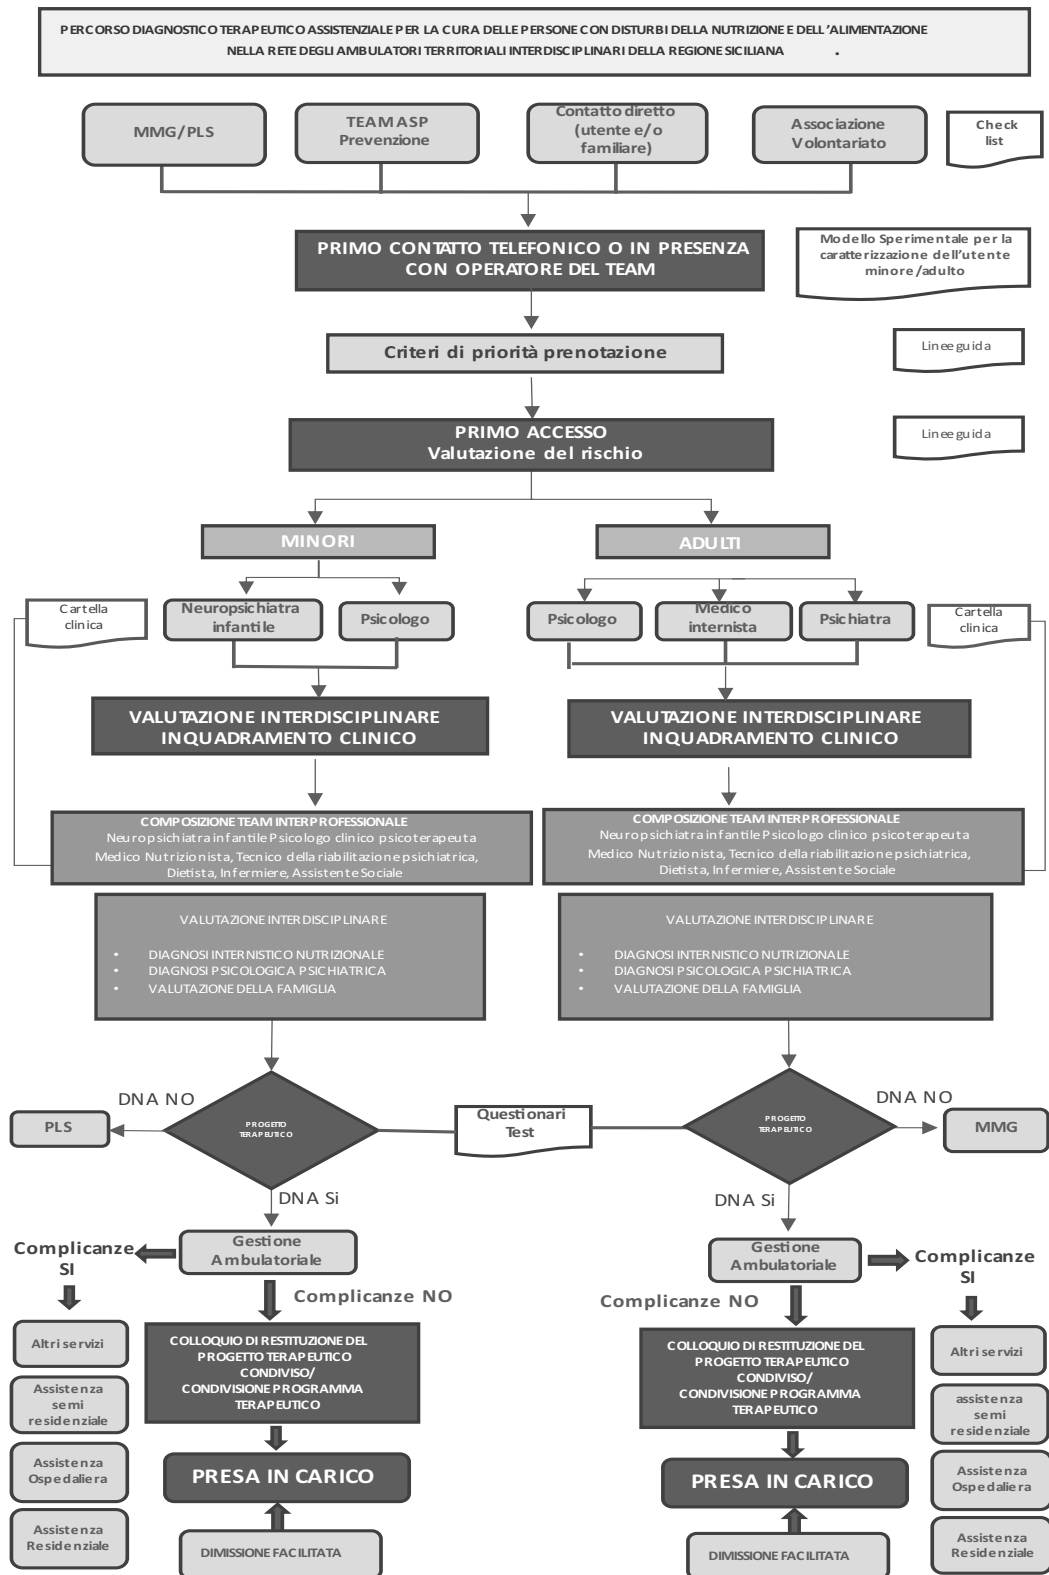 PERCORSO DIAGNOSTICO TERAPEUTICO ASSISTENZIALE PER LA CURA DELLE PERSONE CON DISTURBI DELLA NUTRIZIONE E DELL'ALIMENTAZIONE
NELLA RETE DEGLI AMBULATORI TERRITORIALI INTERDISCIPLINARI DELLA REGIONE SICILIANA .
MMG/PLS
TEAM ASP
Prevenzione
Contatto diretto
(utente e/o
familiare)
Associazione
Volontariato
Check
list
PRIMO CONTATTO TELEFONICO O IN PRESENZA
CON OPERATORE DEL TEAM
Modello Sperimentale per la
caratterizzazione dell'utente
minore/adulto
Criteri di priorità prenotazione
Linee guida
PRIMO ACCESSO
Valutazione del rischio
Linee guida
MINORI
ADULTI
Cartella
clinica
Neuropsichiatra
infantile
Psicologo
Psicologo
Medico
internista
Psichiatra
Cartella
clinica
VALUTAZIONE INTERDISCIPLINARE
INQUADRAMENTO CLINICO
VALUTAZIONE INTERDISCIPLINARE
INQUADRAMENTO CLINICO
COMPOSIZIONE TEAM INTERPROFESSIONALE
Neuropsichiatra infantile Psicologo clinico psicoterapeuta
Medico Nutrizionista, Tecnico della riabilitazione psichiatrica,
Dietista, Infermiere, Assistente Sociale
COMPOSIZIONE TEAM INTERPROFESSIONALE
Neuropsichiatra infantile Psicologo clinico psicoterapeuta
Medico Nutrizionista, Tecnico della riabilitazione psichiatrica,
Dietista, Infermiere, Assistente Sociale
VALUTAZIONE INTERDISCIPLINARE
• DIAGNOSI INTERNISTICO NUTRIZIONALE
• DIAGNOSI PSICOLOGICA PSICHIATRICA
• VALUTAZIONE DELLA FAMIGLIA
VALUTAZIONE INTERDISCIPLINARE
• DIAGNOSI INTERNISTICO NUTRIZIONALE
• DIAGNOSI PSICOLOGICA PSICHIATRICA
• VALUTAZIONE DELLA FAMIGLIA
DNA NO
PLS
PROGETTO
TERAPEUTICO
Questionari
Test
PROGETTO
TERAPEUTICO
DNA NO
MMG
DNA Si
DNA Si
Complicanze
SI
Gestione
Ambulatoriale
Complicanze NO
Gestione
Ambulatoriale
Complicanze
SI
Complicanze NO
Altri servizi
Assistenza
semi
residenziale
Assistenza
Ospedaliera
Assistenza
Residenziale
COLLOQUIO DI RESTITUZIONE DEL
PROGETTO TERAPEUTICO
CONDIVISO/
CONDIVISIONE PROGRAMMA
TERAPEUTICO
PRESA IN CARICO
DIMISSIONE FACILITATA
COLLOQUIO DI RESTITUZIONE DEL
PROGETTO TERAPEUTICO
CONDIVISO/
CONDIVISIONE PROGRAMMA
TERAPEUTICO
PRESA IN CARICO
DIMISSIONE FACILITATA
Altri servizi
assistenza
semi
residenziale
Assistenza
Ospedaliera
Assistenza
Residenziale